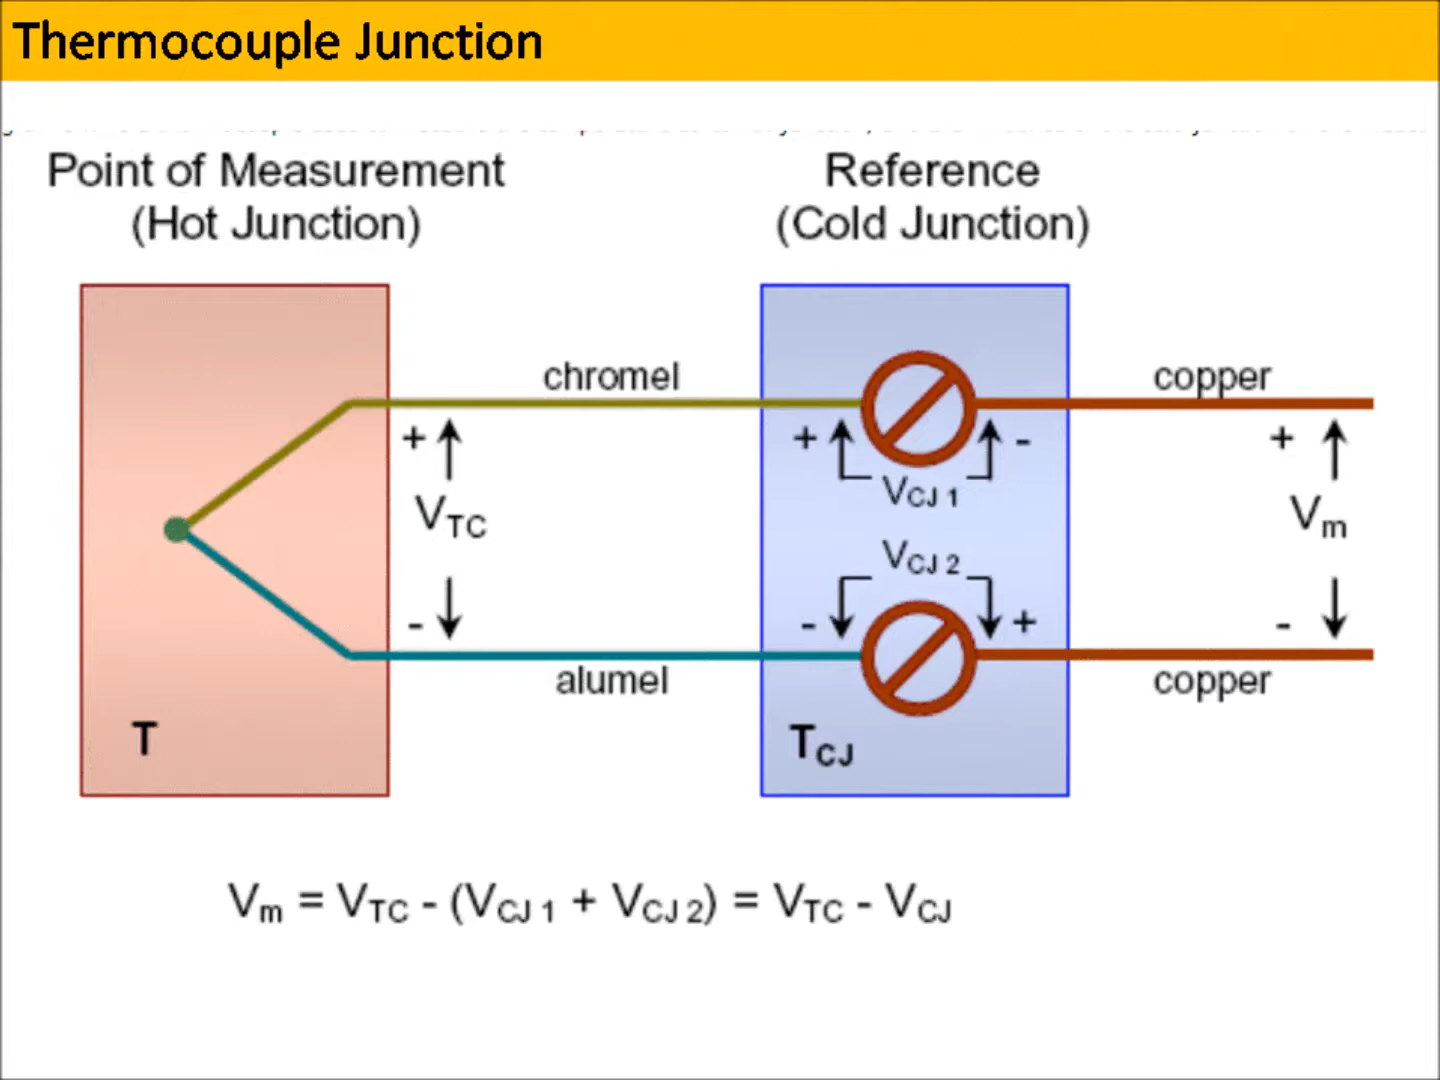 Thermocouple Junction
Point of Measurement
(Hot Junction)
Reference
(Cold Junction)
chromel
copper
+
+
-
+
VTC
VCJ 1
Vm
VCJ 2
-
-
+
-
alumel
copper
T
TCJ
Vm = VTC - (VCJ 1 + VCJ 2) = VTC - VCJ